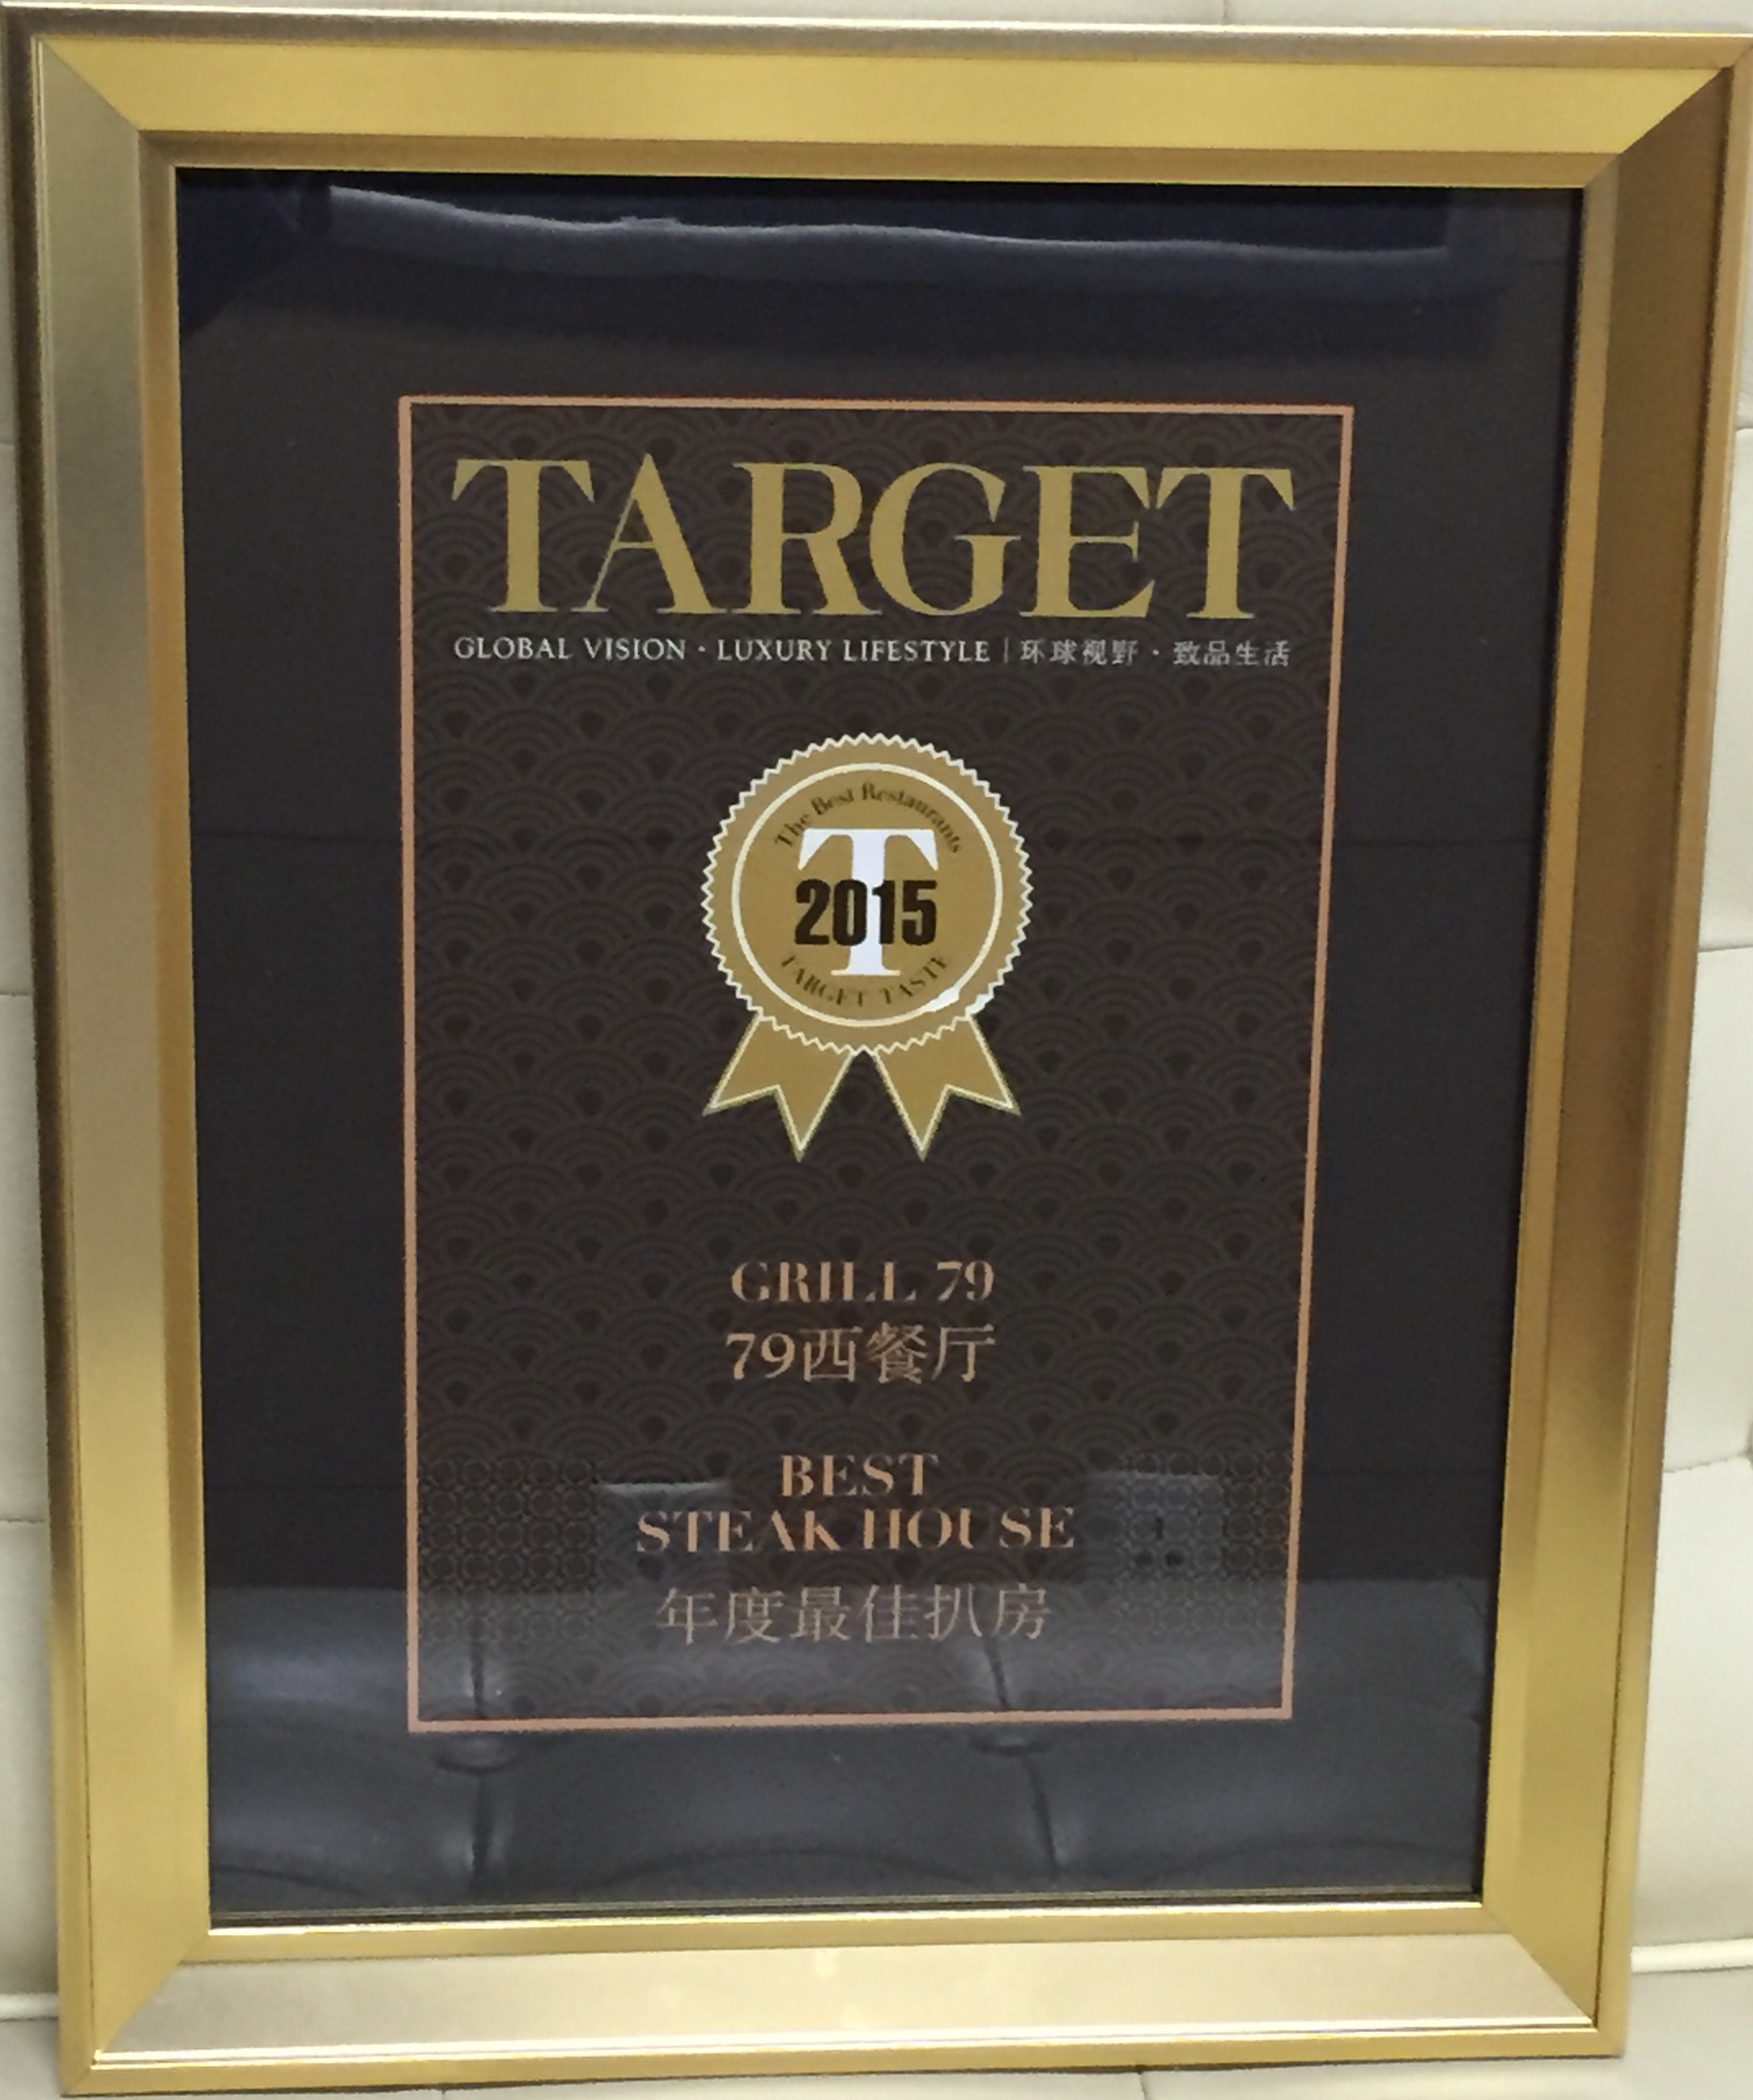 TARGET
GLOBAL VISION · LUXURY LIFESTYLE | 环球视野 · 致品生活
The Best Restaurants
T
2015
TARGET TASTE
GRILL 79
79西餐厅
BEST
STEAK HOUSE
年度最佳扒房